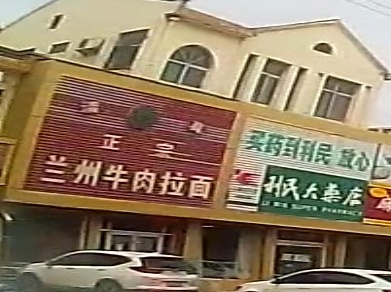 清 真
正宗
兰州牛肉拉面
买药到利民 放心
利民大药店
LI MIN SUPER PHARMACY